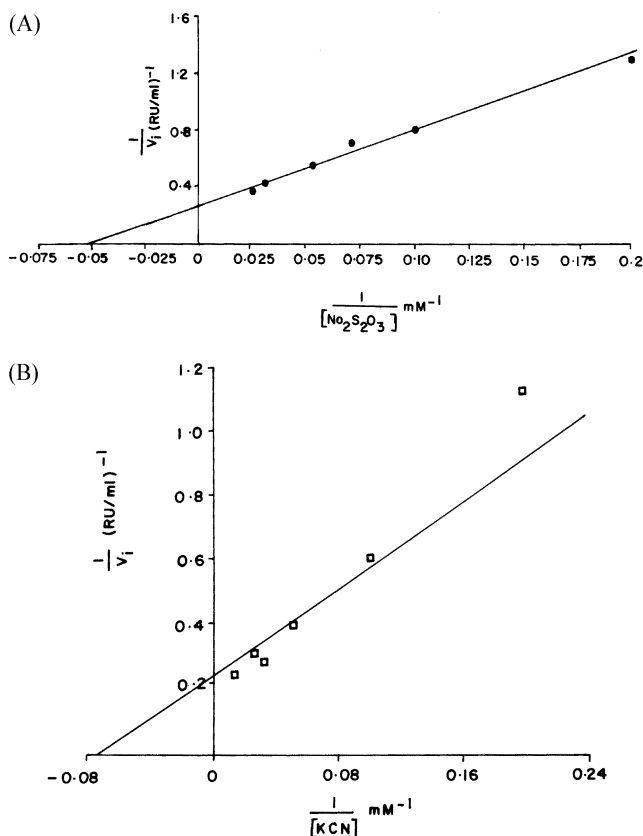 (A)
1.6
1.2
0.8
0.4
1/Vi (RU/ml)⁻¹
-0.075 -0.05 -0.025 0 0.025 0.05 0.075 0.10 0.125 0.15 0.175 0.2
1/[No₂S₂O₃] mM⁻¹
(B)
1.2
1.0
0.8
0.6
0.4
0.2
1/Vi (RU/ml)⁻¹
-0.08 0 0.08 0.16 0.24
1/[KCN] mM⁻¹